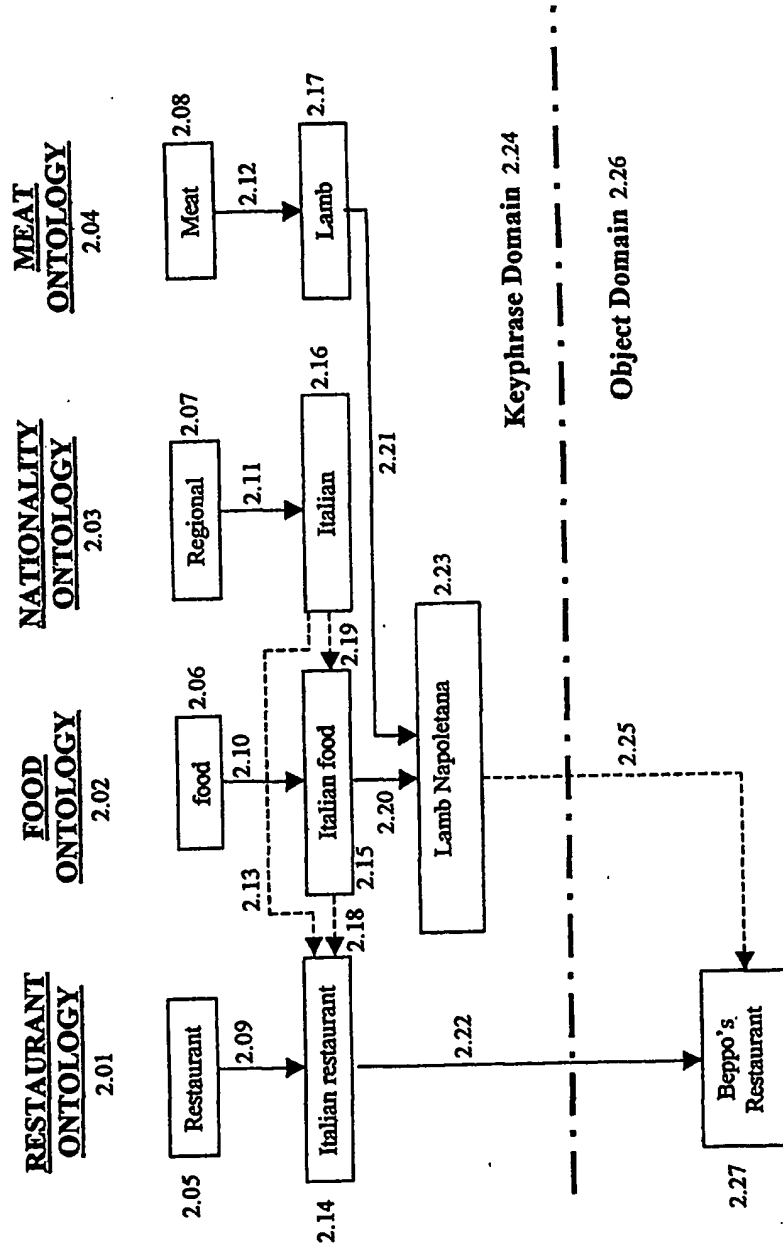 RESTAURANT
ONTOLOGY
2.01
FOOD
ONTOLOGY
2.02
NATIONALITY
ONTOLOGY
2.03
MEAT
ONTOLOGY
2.04
2.05
Restaurant
food
2.06
Regional
2.07
Meat
2.08
2.09
2.10
2.11
2.12
2.13
2.14
Italian restaurant
2.15
Italian food
Italian
2.16
Lamb
2.17
2.18
2.19
2.20
2.21
Lamb Napoletana
2.23
2.22
Keyphrase Domain 2.24
Object Domain 2.26
2.25
2.27
Beppo's
Restaurant